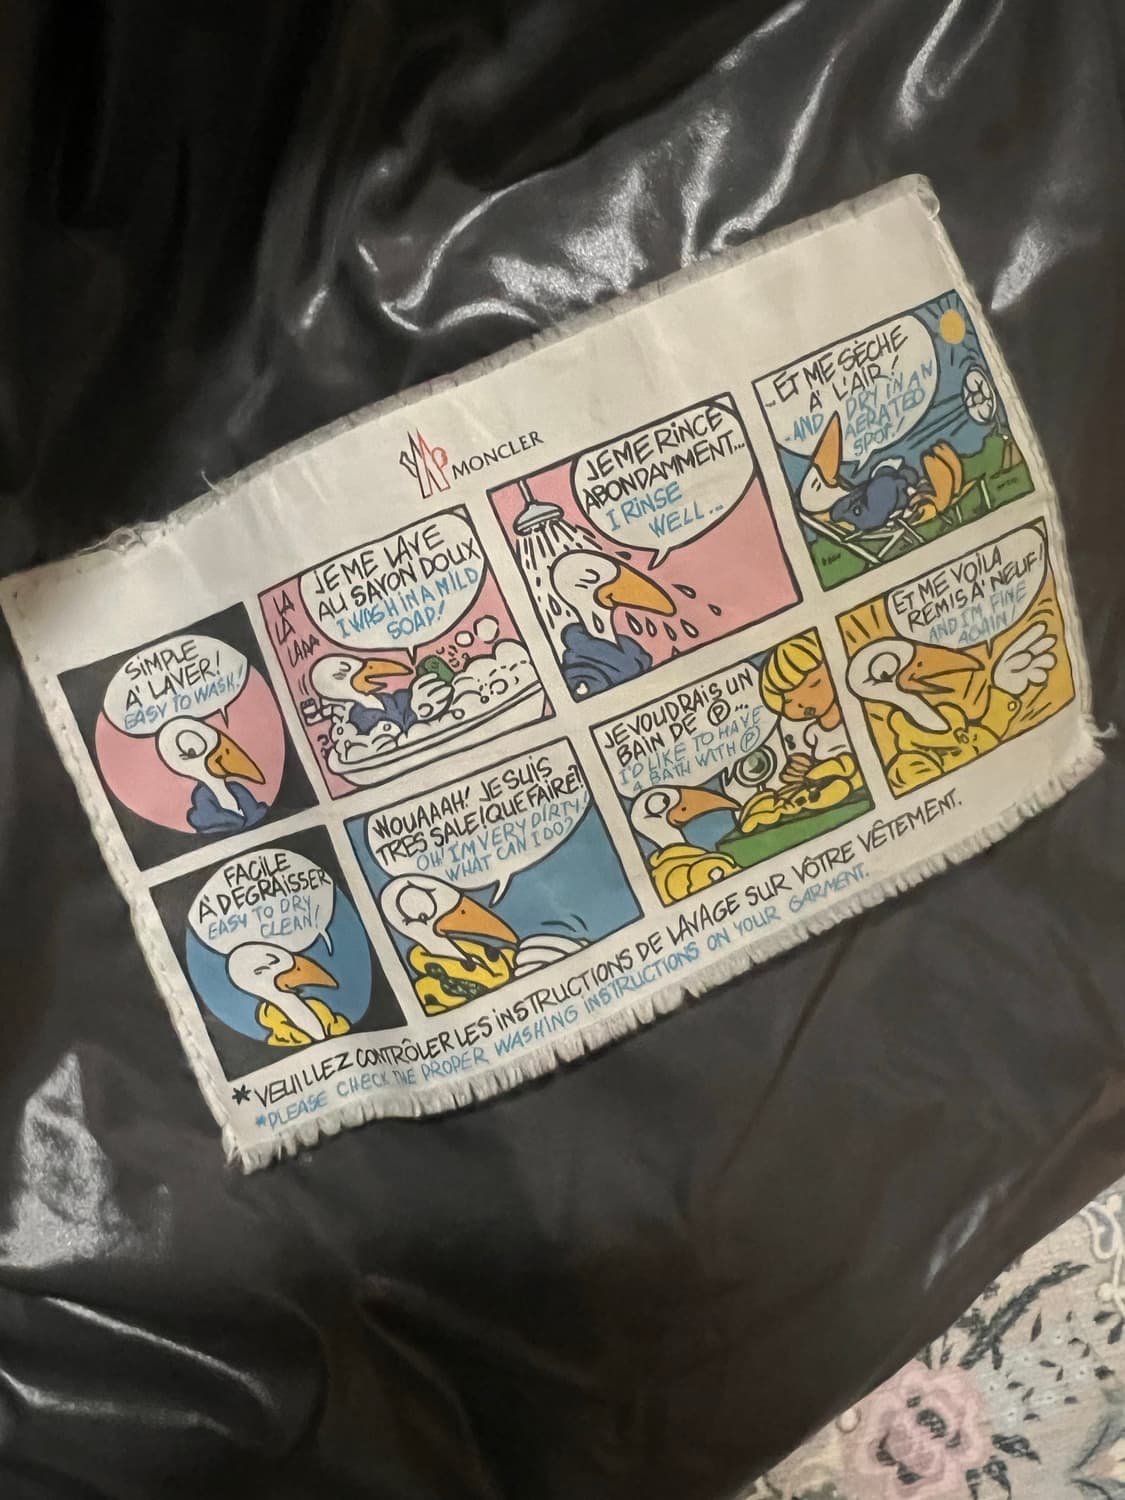 MONCLER
SIMPLE
A' LAVER!
EASY TO WASH!
LA
LA
LAAA
JE ME LAVE
AU SAVON DOUX
I WASH IN A MILD
SOAP!
JE ME RINCE
ABONDAMMENT...
I RINSE
WELL...
...ET ME SÈCHE
A' L'AIR!
...AND DRY IN AN
AERATED
SPOT!
FACILE
A' DÉGRAISSER
EASY TO DRY
CLEAN!
WOUAAAH! JE SUIS
TRES SALE! QUE FAIRE?
OH! I'M VERY DIRTY!
WHAT CAN I DO?
JE VOUDRAIS UN
BAIN DE Ⓟ...
I'D LIKE TO HAVE
A BATH WITH Ⓟ
ET ME VOILA
REMIS A' NEUF!
AND I'M FINE
AGAIN!
*VEUILLEZ CONTRÔLER LES INSTRUCTIONS DE LAVAGE SUR VÔTRE VÊTEMENT.
*PLEASE CHECK THE PROPER WASHING INSTRUCTIONS ON YOUR GARMENT.